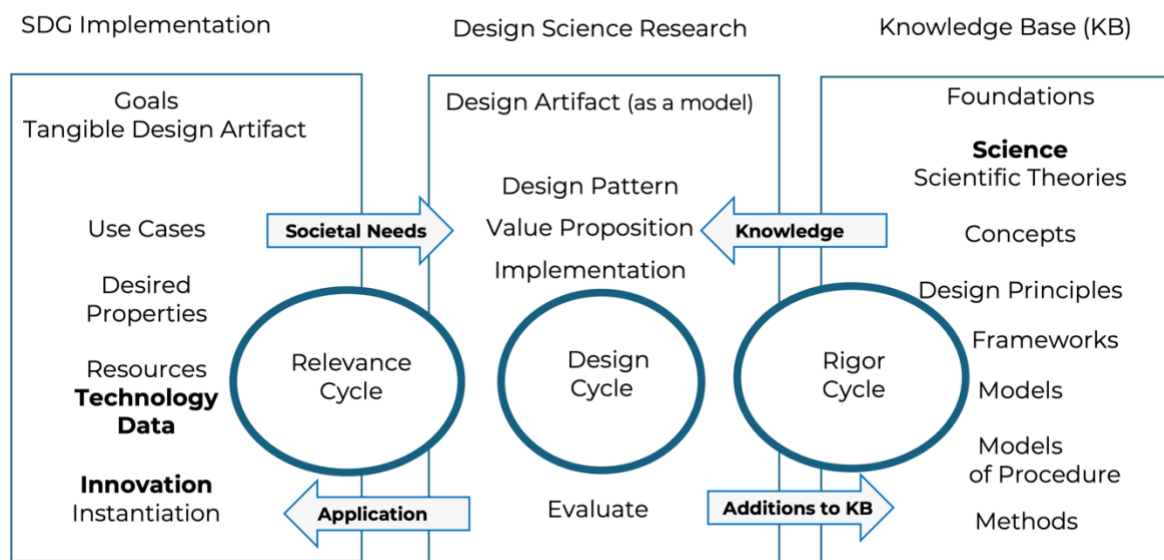 SDG Implementation
Design Science Research
Knowledge Base (KB)
Goals
Tangible Design Artifact
Use Cases
Desired
Properties
Resources
Technology
Data
Innovation
Instantiation
Societal Needs
Relevance
Cycle
Application
Design Artifact (as a model)
Design Pattern
Value Proposition
Implementation
Design
Cycle
Evaluate
Knowledge
Rigor
Cycle
Additions to KB
Foundations
Science
Scientific Theories
Concepts
Design Principles
Frameworks
Models
Models
of Procedure
Methods